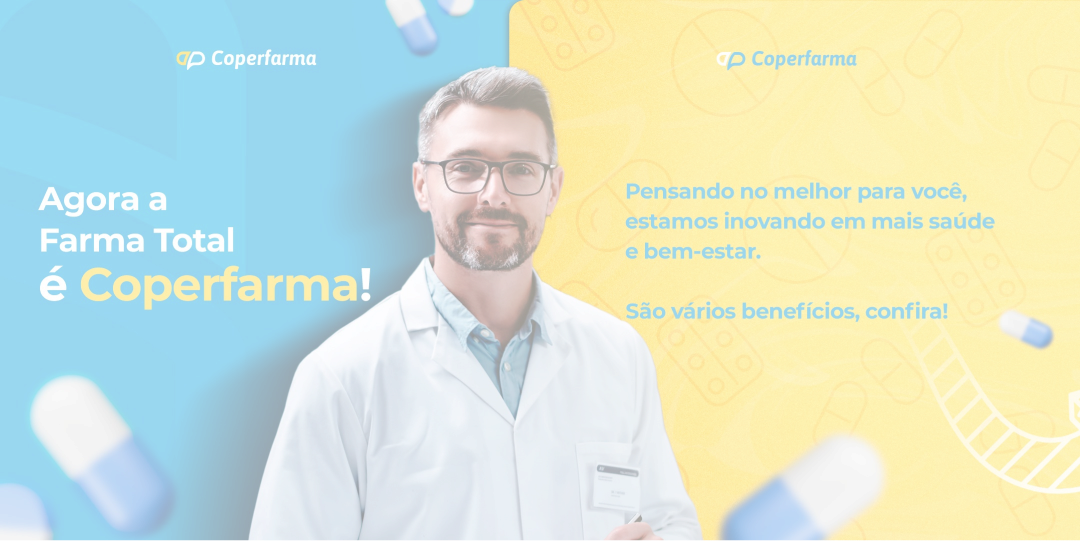 Coperfarma
Agora a
Farma Total
é Coperfarma!
Coperfarma
Pensando no melhor para você,
estamos inovando em mais saúde
e bem-estar.
São vários benefícios, confira!